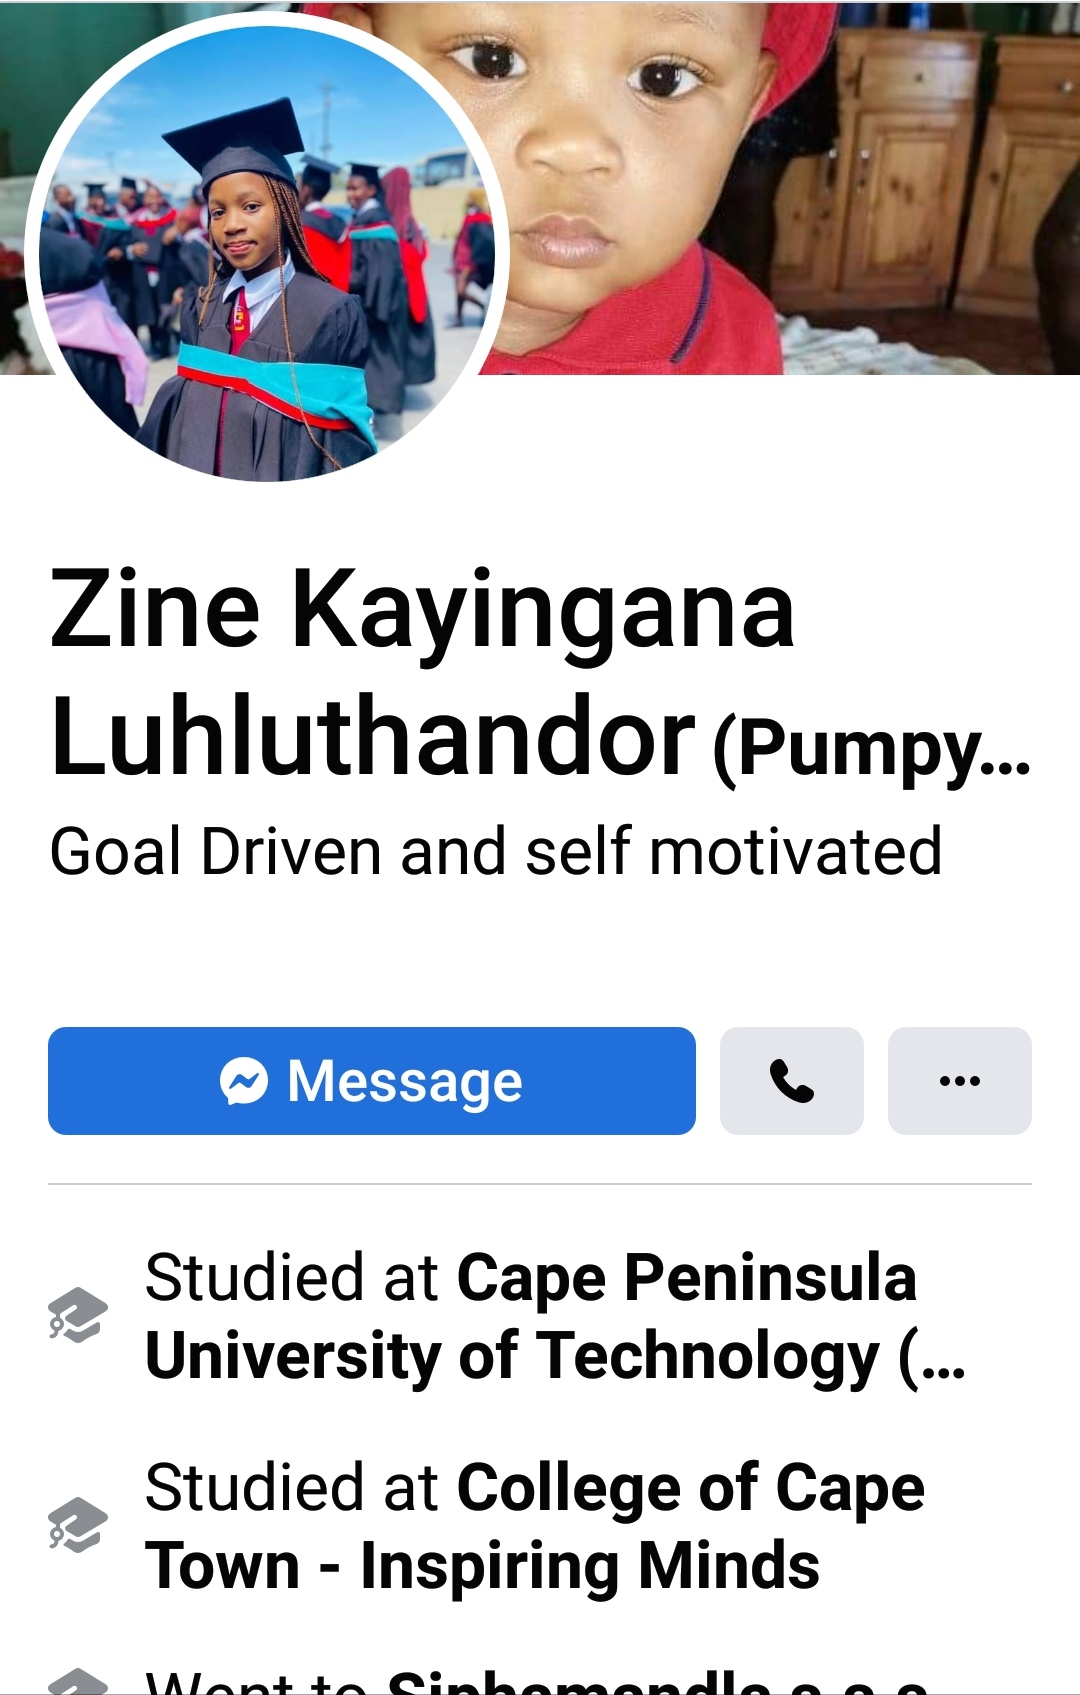 Zine Kayingana
Luhluthandor (Pumpy...
Goal Driven and self motivated
Message
Studied at Cape Peninsula
University of Technology (...
Studied at College of Cape
Town - Inspiring Minds
Went to Siphamandla s.s.s